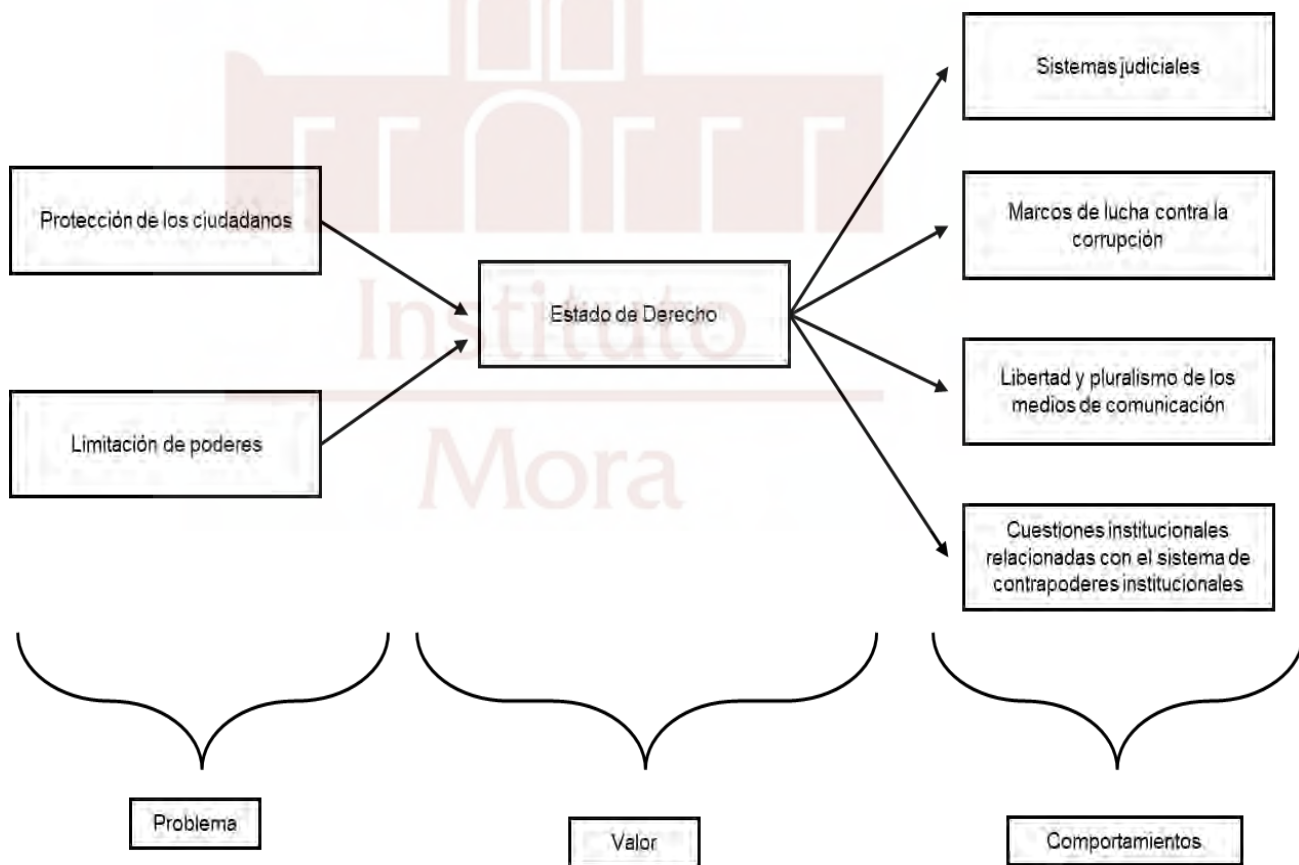 Sistemas judiciales
Protección de los ciudadanos
Marcos de lucha contra la
corrupción
Estado de Derecho
Instituto
Mora
Limitación de poderes
Libertad y pluralismo de los
medios de comunicación
Cuestiones institucionales
relacionadas con el sistema de
contrapoderes institucionales
Problema
Valor
Comportamientos